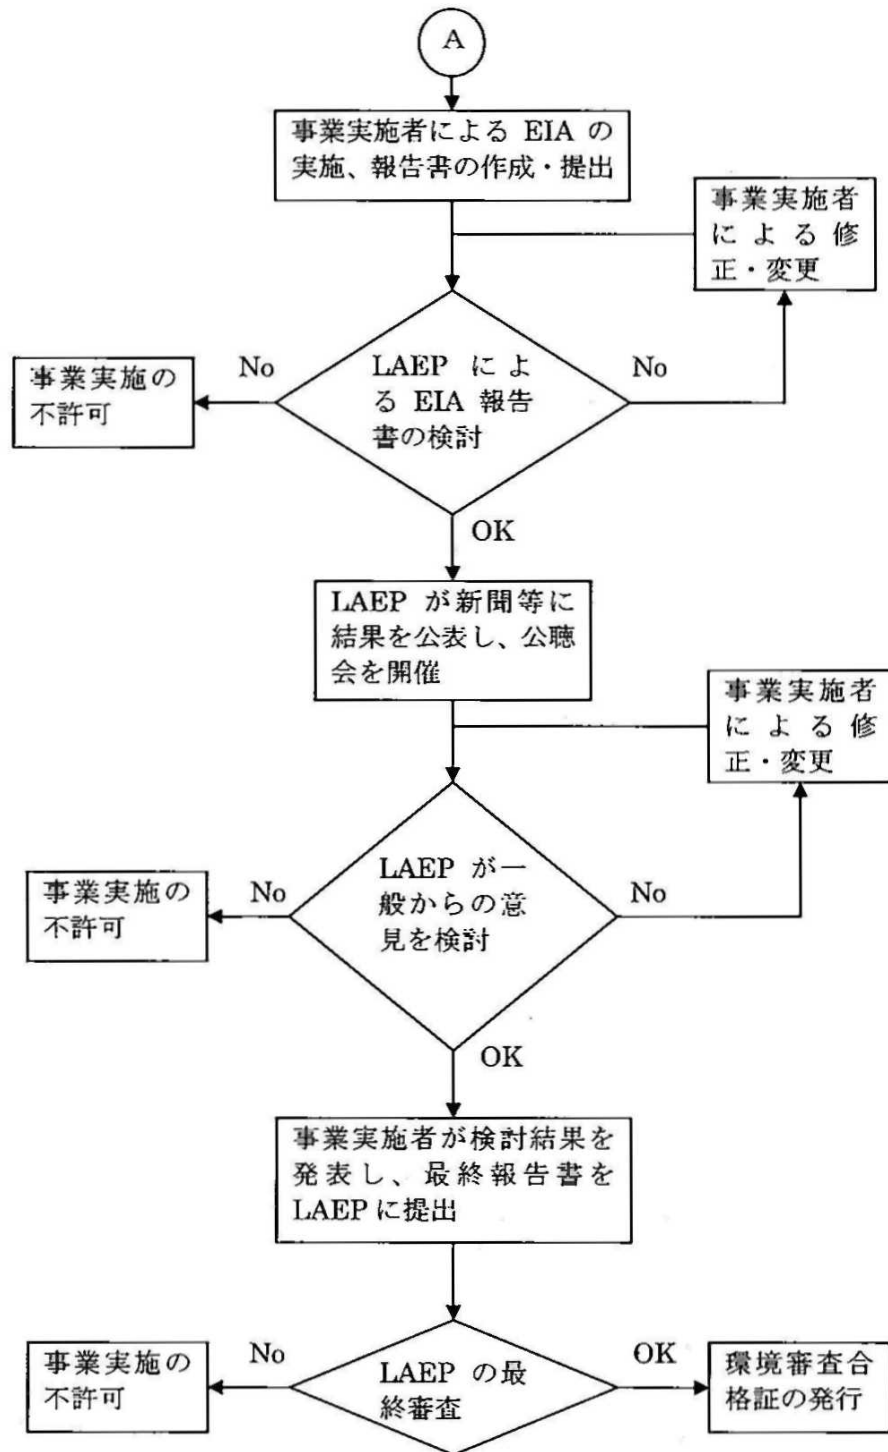 A
事業実施者による EIA の
実施、報告書の作成・提出
事業実施者
による修
正・変更
No
LAEP によ
る EIA 報告
書の検討
No
事業実施の
不許可
OK
LAEP が新聞等に
結果を公表し、公聴
会を開催
事業実施者
による修
正・変更
No
LAEP が一
般からの意
見を検討
No
事業実施の
不許可
OK
事業実施者が検討結果を
発表し、最終報告書を
LAEP に提出
事業実施の
不許可
No
LAEP の最
終審査
OK
環境審査合
格証の発行